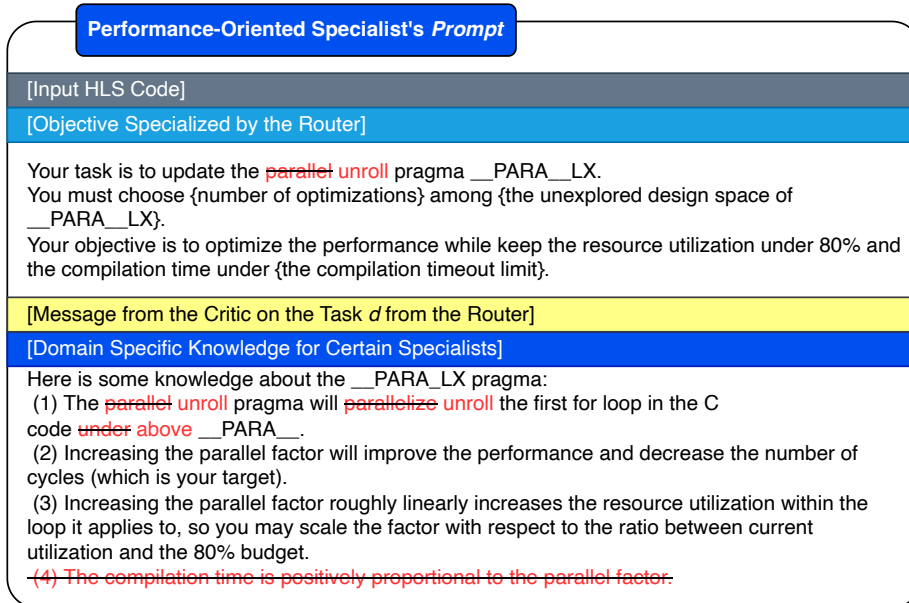 Performance-Oriented Specialist's Prompt
[Input HLS Code]
[Objective Specialized by the Router]
Your task is to update the parallel unroll pragma __PARA__LX.
You must choose {number of optimizations} among {the unexplored design space of
__PARA__LX}.
Your objective is to optimize the performance while keep the resource utilization under 80% and
the compilation time under {the compilation timeout limit}.
[Message from the Critic on the Task d from the Router]
[Domain Specific Knowledge for Certain Specialists]
Here is some knowledge about the __PARA_LX pragma:
(1) The parallel unroll pragma will parallelize unroll the first for loop in the C
code under above __PARA__.
(2) Increasing the parallel factor will improve the performance and decrease the number of
cycles (which is your target).
(3) Increasing the parallel factor roughly linearly increases the resource utilization within the
loop it applies to, so you may scale the factor with respect to the ratio between current
utilization and the 80% budget.
(4) The compilation time is positively proportional to the parallel factor.